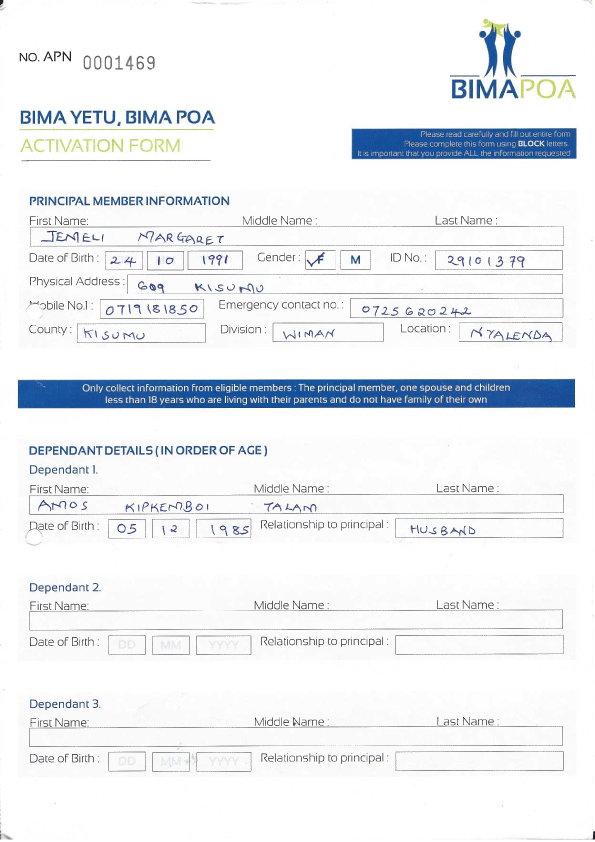 NO. APN 0001469
BIMAPOA
BIMA YETU, BIMA POA
ACTIVATION FORM
Please read carefully and fill out entire form
Please complete this form using BLOCK letters.
It is important that you provide ALL the information requested
PRINCIPAL MEMBER INFORMATION
First Name: Middle Name : Last Name :
JEMELI MARGARET
Date of Birth : 24 10 1991 Gender : F M ID No. : 29101379
Physical Address : 609 KISUMU
Mobile No.1 : 0719181850 Emergency contact no. : 0725620242
County : KISUMU Division : WINAM Location : NYALENDA
Only collect information from eligible members : The principal member, one spouse and children
less than 18 years who are living with their parents and do not have family of their own
DEPENDANT DETAILS ( IN ORDER OF AGE )
Dependant 1.
First Name: Middle Name : Last Name :
AMOS KIPKEMBOI TALAM
Date of Birth : 05 12 1985 Relationship to principal : HUSBAND
Dependant 2.
First Name: Middle Name : Last Name :
Date of Birth : DD MM YYYY Relationship to principal :
Dependant 3.
First Name: Middle Name : Last Name :
Date of Birth : DD MM YYYY Relationship to principal :